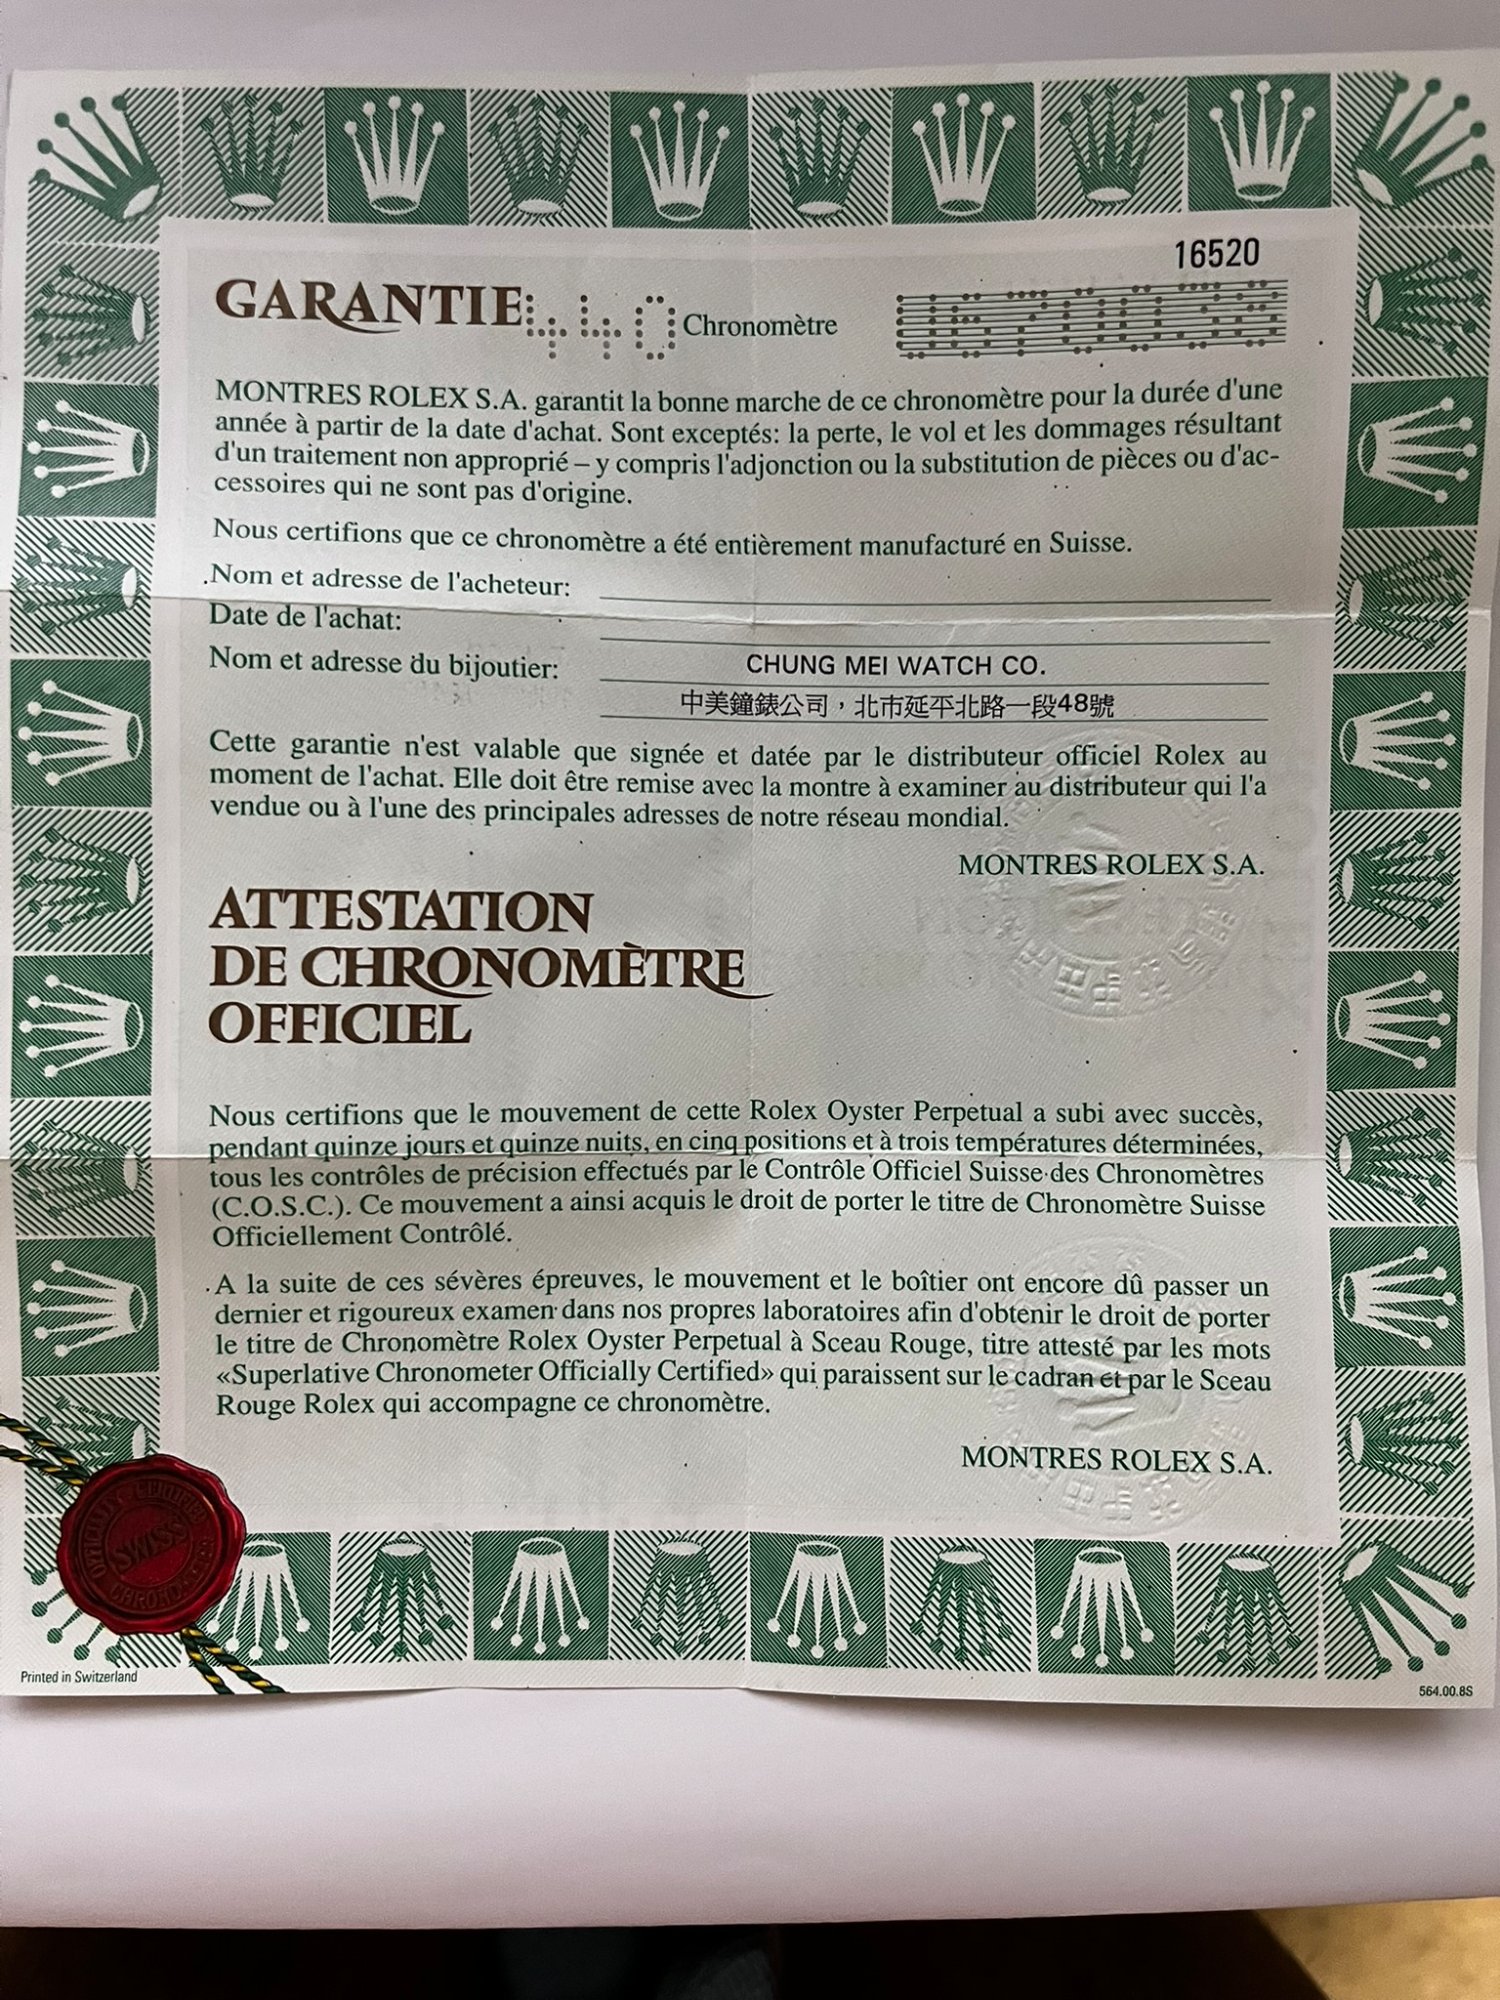 16520
GARANTIE 440 Chronomètre
MONTRES ROLEX S.A. garantit la bonne marche de ce chronomètre pour la durée d'une
année à partir de la date d'achat. Sont exceptés: la perte, le vol et les dommages résultant
d'un traitement non approprié – y compris l'adjonction ou la substitution de pièces ou d'ac-
cessoires qui ne sont pas d'origine.
Nous certifions que ce chronomètre a été entièrement manufacturé en Suisse.
Nom et adresse de l'acheteur:
Date de l'achat:
Nom et adresse du bijoutier: CHUNG MEI WATCH CO.
中美鐘錶公司，北市延平北路一段48號
Cette garantie n'est valable que signée et datée par le distributeur officiel Rolex au
moment de l'achat. Elle doit être remise avec la montre à examiner au distributeur qui l'a
vendue ou à l'une des principales adresses de notre réseau mondial.
MONTRES ROLEX S.A.
ATTESTATION
DE CHRONOMÈTRE
OFFICIEL
Nous certifions que le mouvement de cette Rolex Oyster Perpetual a subi avec succès,
pendant quinze jours et quinze nuits, en cinq positions et à trois températures déterminées,
tous les contrôles de précision effectués par le Contrôle Officiel Suisse des Chronomètres
(C.O.S.C.). Ce mouvement a ainsi acquis le droit de porter le titre de Chronomètre Suisse
Officiellement Contrôlé.
A la suite de ces sévères épreuves, le mouvement et le boîtier ont encore dû passer un
dernier et rigoureux examen dans nos propres laboratoires afin d'obtenir le droit de porter
le titre de Chronomètre Rolex Oyster Perpetual à Sceau Rouge, titre attesté par les mots
«Superlative Chronometer Officially Certified» qui paraissent sur le cadran et par le Sceau
Rouge Rolex qui accompagne ce chronomètre.
MONTRES ROLEX S.A.
OFFICIALLY CERTIFIED
SWISS
CHRONOMETER
Printed in Switzerland
564.00.8S